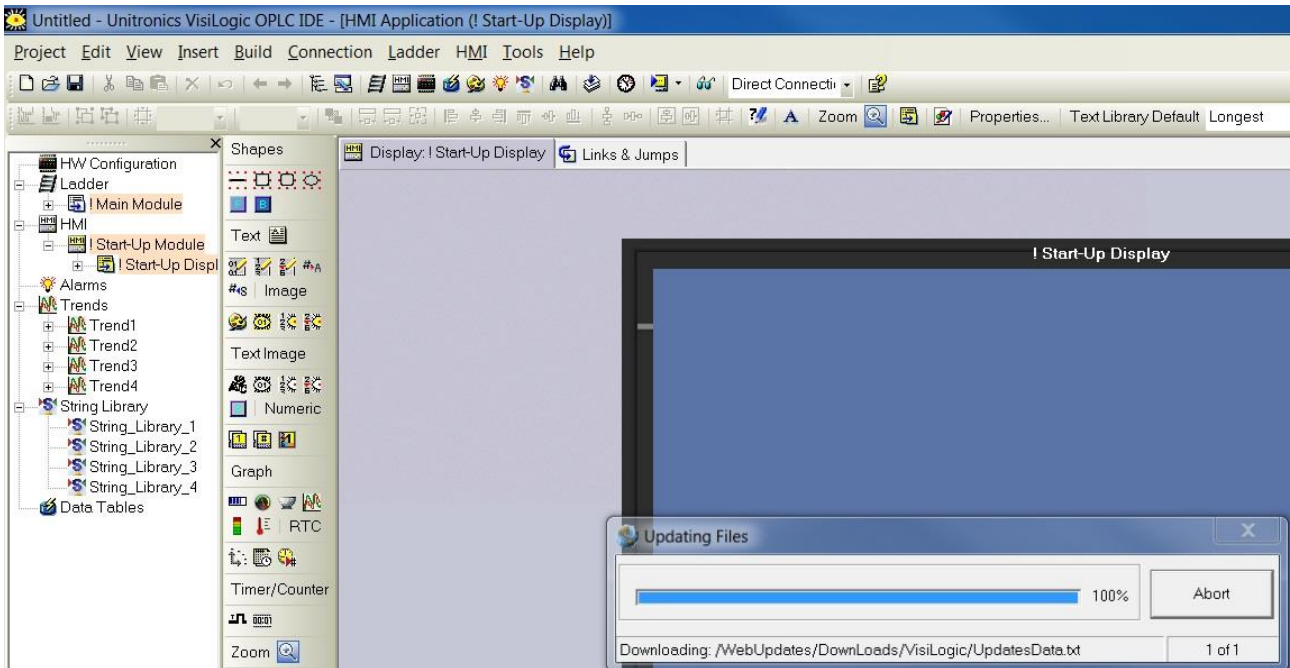 Untitled - Unitronics VisiLogic OPLC IDE - [HMI Application (! Start-Up Display)]
Project Edit View Insert Build Connection Ladder HMI Tools Help
Direct Connecti
A Zoom Properties... Text Library Default Longest
HW Configuration
Ladder
! Main Module
HMI
! Start-Up Module
! Start-Up Displ
Alarms
Trends
Trend1
Trend2
Trend3
Trend4
String Library
String_Library_1
String_Library_2
String_Library_3
String_Library_4
Data Tables
Shapes
Text
Image
Text Image
Numeric
Graph
RTC
Timer/Counter
Zoom
Display: ! Start-Up Display
Links & Jumps
! Start-Up Display
Updating Files
100%
Abort
Downloading: /WebUpdates/DownLoads/VisiLogic/UpdatesData.txt
1 of 1